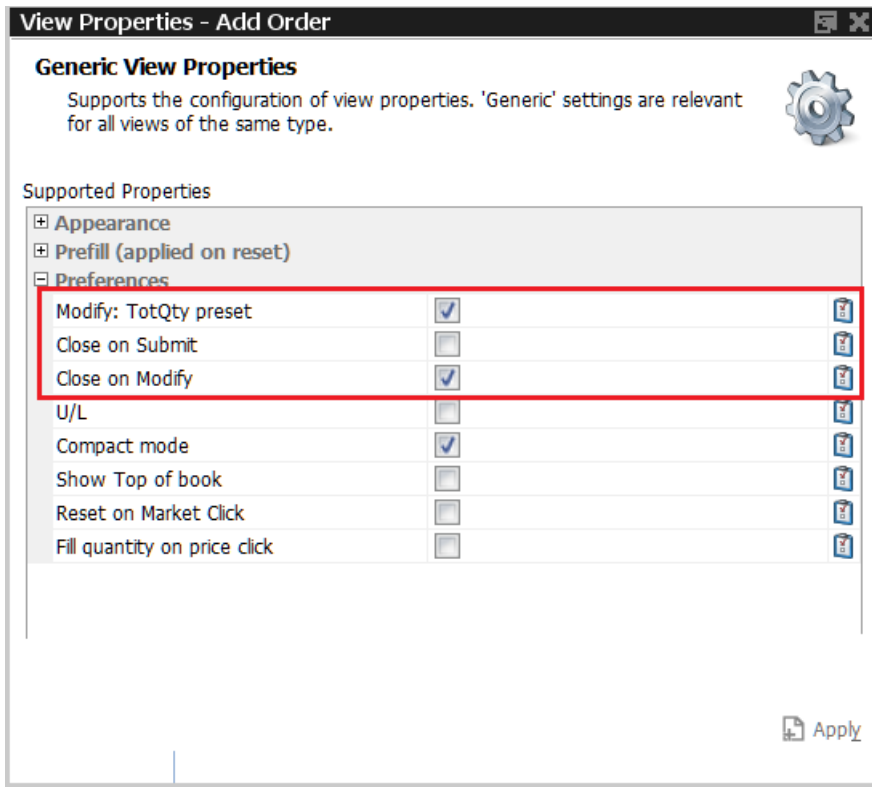 View Properties - Add Order
Generic View Properties
Supports the configuration of view properties. 'Generic' settings are relevant
for all views of the same type.
Supported Properties
Appearance
Prefill (applied on reset)
Preferences
Modify: TotQty preset
Close on Submit
Close on Modify
U/L
Compact mode
Show Top of book
Reset on Market Click
Fill quantity on price click
Apply